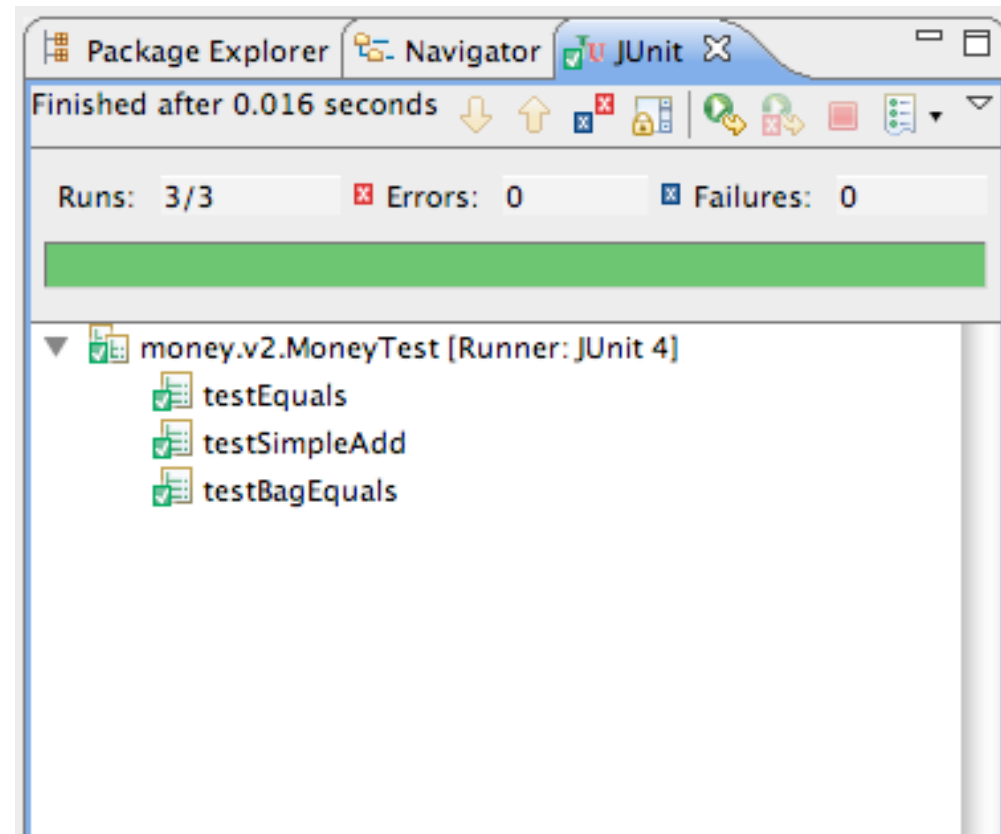 Package Explorer Navigator JUnit
Finished after 0.016 seconds
Runs: 3/3 Errors: 0 Failures: 0
money.v2.MoneyTest [Runner: JUnit 4]
testEquals
testSimpleAdd
testBagEquals